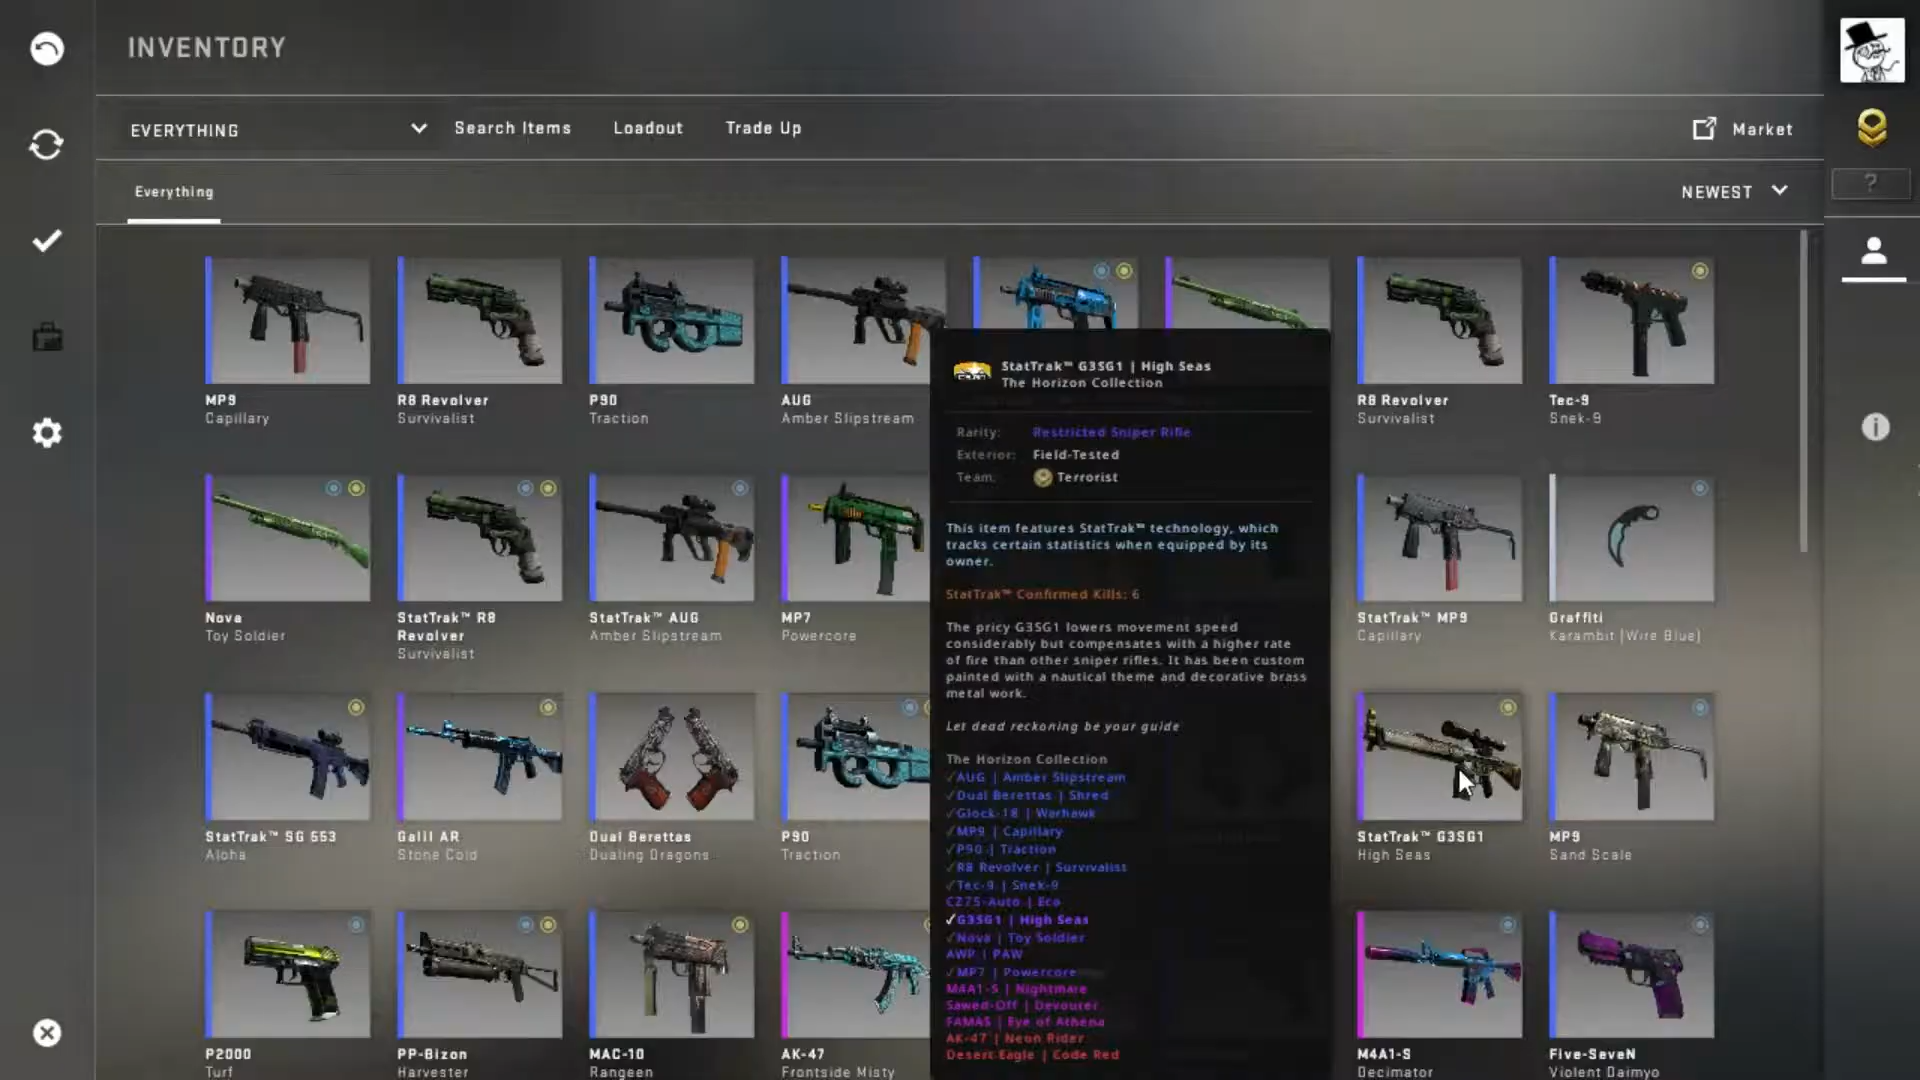 INVENTORY
EVERYTHING
Search Items
Loadout
Trade Up
Market
Everything
NEWEST
?
MP9
Capillary
R8 Revolver
Survivalist
P90
Traction
AUG
Amber Slipstream
R8 Revolver
Survivalist
Tec-9
Snek-9
Nova
Toy Soldier
StatTrak™ R8
Revolver
Survivalist
StatTrak™ AUG
Amber Slipstream
MP7
Powercore
StatTrak™ MP9
Capillary
Graffiti
Karambit (Wire Blue)
StatTrak™ SG 553
Aloha
Galil AR
Stone Cold
Dual Berettas
Dualing Dragons
P90
Traction
StatTrak™ G3SG1
High Seas
MP9
Sand Scale
P2000
Turf
PP-Bizon
Harvester
MAC-10
Rangeen
AK-47
Frontside Misty
M4A1-S
Decimator
Five-SeveN
Violent Daimyo
StatTrak™ G3SG1 | High Seas
The Horizon Collection
Rarity: Restricted Sniper Rifle
Exterior: Field-Tested
Team: Terrorist
This item features StatTrak™ technology, which
tracks certain statistics when equipped by its
owner.
StatTrak™ Confirmed Kills: 6
The pricy G3SG1 lowers movement speed
considerably but compensates with a higher rate
of fire than other sniper rifles. It has been custom
painted with a nautical theme and decorative brass
metal work.
Let dead reckoning be your guide
The Horizon Collection
✓AUG | Amber Slipstream
✓Dual Berettas | Shred
✓Glock-18 | Warhawk
✓MP9 | Capillary
✓P90 | Traction
✓R8 Revolver | Survivalist
✓Tec-9 | Snek-9
CZ75-Auto | Eco
✓G3SG1 | High Seas
✓Nova | Toy Soldier
AWP | PAW
✓MP7 | Powercore
M4A1-S | Nightmare
Sawed-Off | Devourer
FAMAS | Eye of Athena
AK-47 | Neon Rider
Desert Eagle | Code Red